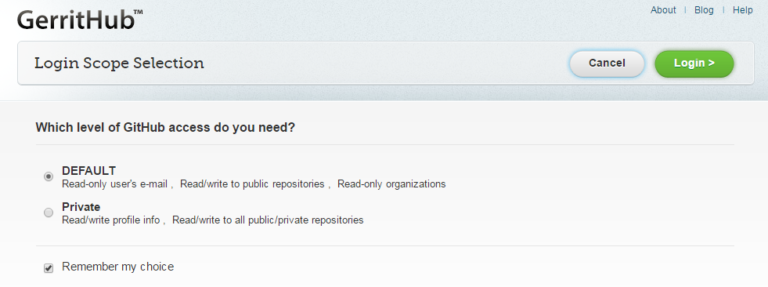 GerritHub™
About | Blog | Help
Login Scope Selection
Cancel
Login >
Which level of GitHub access do you need?
DEFAULT
Read-only user's e-mail , Read/write to public repositories , Read-only organizations
Private
Read/write profile info , Read/write to all public/private repositories
Remember my choice